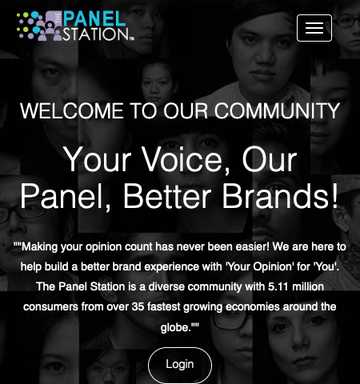 THE PANEL
STATION™
WELCOME TO OUR COMMUNITY
Your Voice, Our
Panel, Better Brands!
""Making your opinion count has never been easier! We are here to
help build a better brand experience with 'Your Opinion' for 'You'.
The Panel Station is a diverse community with 5.11 million
consumers from over 35 fastest growing economies around the
globe.""
Login